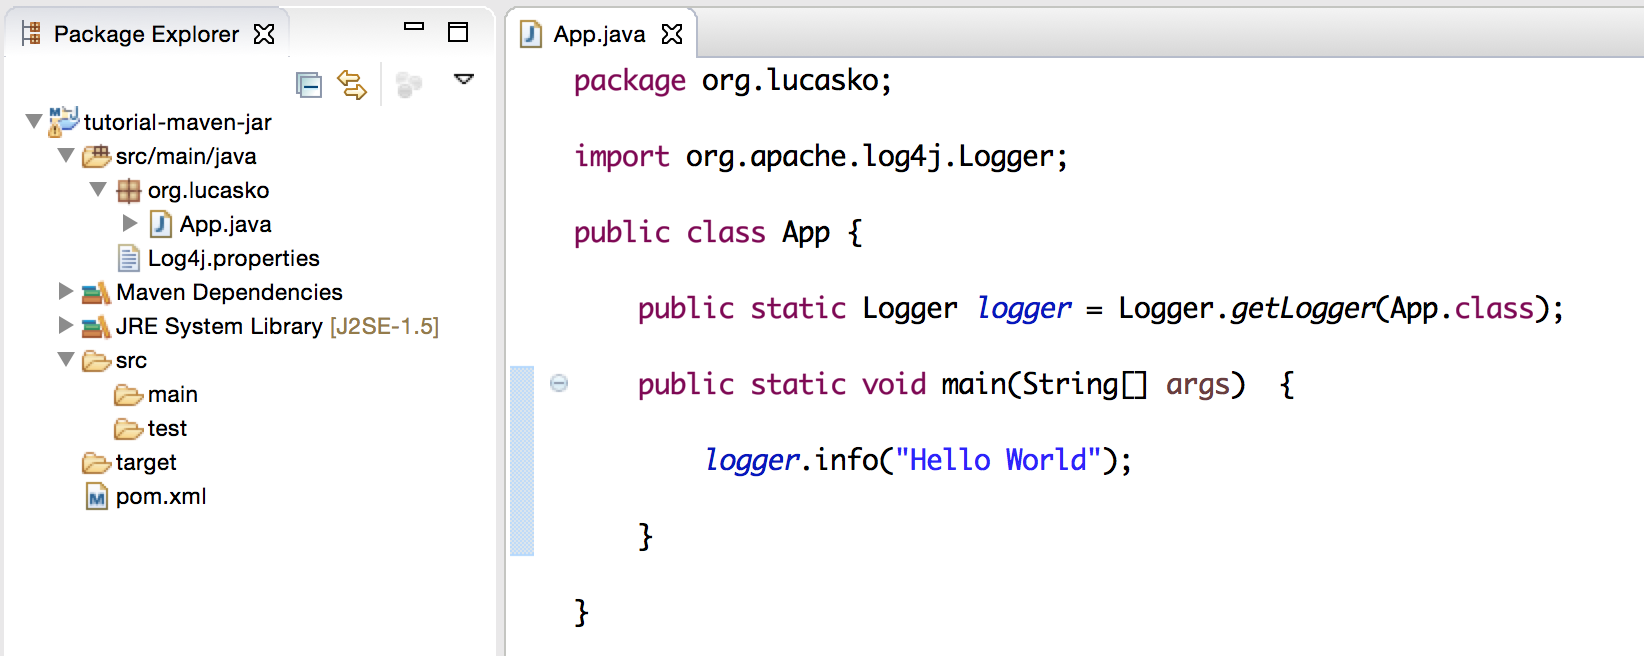 Package Explorer
tutorial-maven-jar
src/main/java
org.lucasko
App.java
Log4j.properties
Maven Dependencies
JRE System Library [J2SE-1.5]
src
main
test
target
pom.xml
App.java
package org.lucasko;
import org.apache.log4j.Logger;
public class App {
public static Logger logger = Logger.getLogger(App.class);
public static void main(String[] args)  {
logger.info("Hello World");
}
}